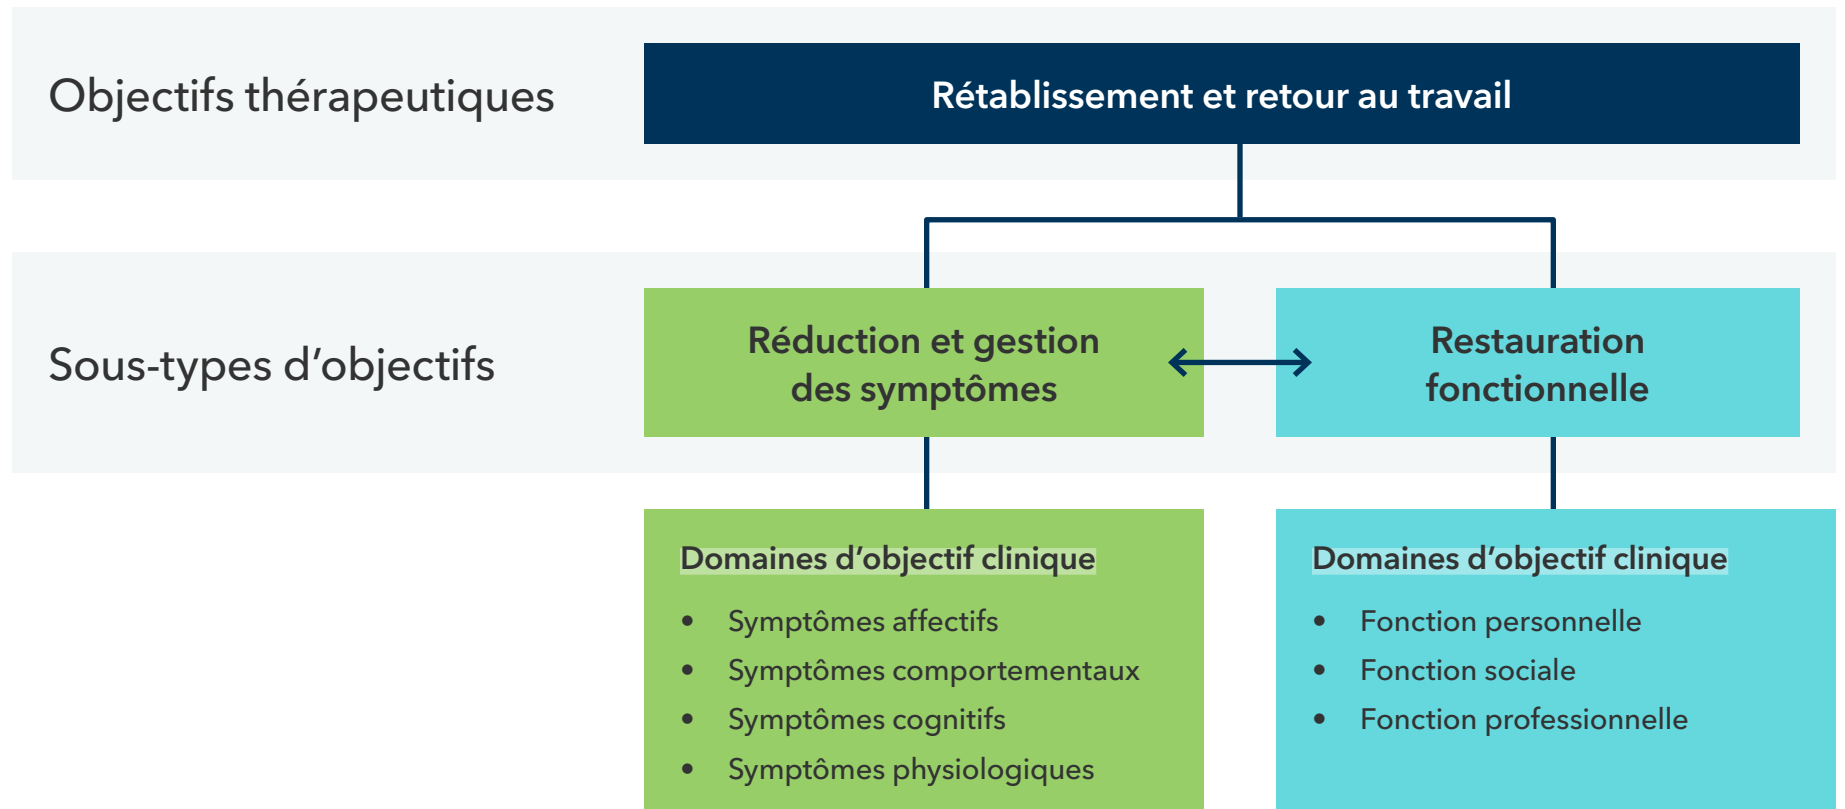 Objectifs thérapeutiques
Rétablissement et retour au travail
Sous-types d’objectifs
Réduction et gestion
des symptômes
Restauration
fonctionnelle
Domaines d’objectif clinique
• Symptômes affectifs
• Symptômes comportementaux
• Symptômes cognitifs
• Symptômes physiologiques
Domaines d’objectif clinique
• Fonction personnelle
• Fonction sociale
• Fonction professionnelle